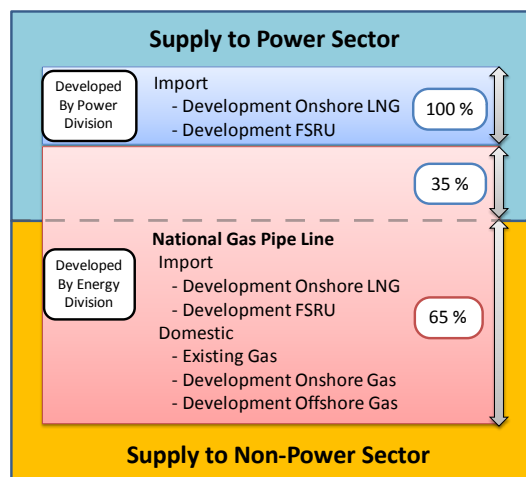 Supply to Power Sector
Developed
By Power
Division
Import
- Development Onshore LNG
- Development FSRU
100 %
35 %
National Gas Pipe Line
Developed
By Energy
Division
Import
- Development Onshore LNG
- Development FSRU
65 %
Domestic
- Existing Gas
- Development Onshore Gas
- Development Offshore Gas
Supply to Non-Power Sector